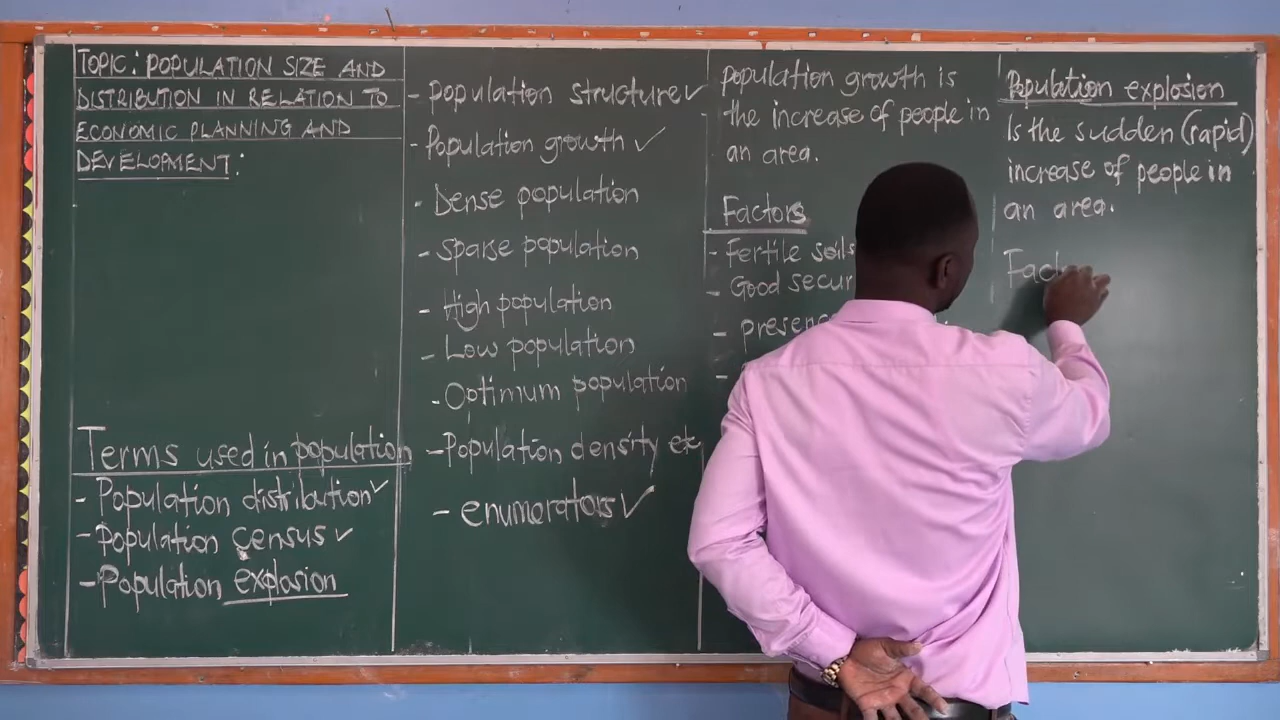 TOPIC: POPULATION SIZE AND
DISTRIBUTION IN RELATION TO
ECONOMIC PLANNING AND
DEVELOPMENT:
Terms used in population
- Population distribution ✓
- Population census ✓
- Population explosion
- Population structure ✓
- Population growth ✓
- Dense population
- Sparse population
- High population
- Low population
- Optimum population
- Population density etc
- enumerators ✓
population growth is
the increase of people in
an area.
Factors
- Fertile soils
- Good secur
- presenc
-
Population explosion
Is the sudden (rapid)
increase of people in
an area.
Fact